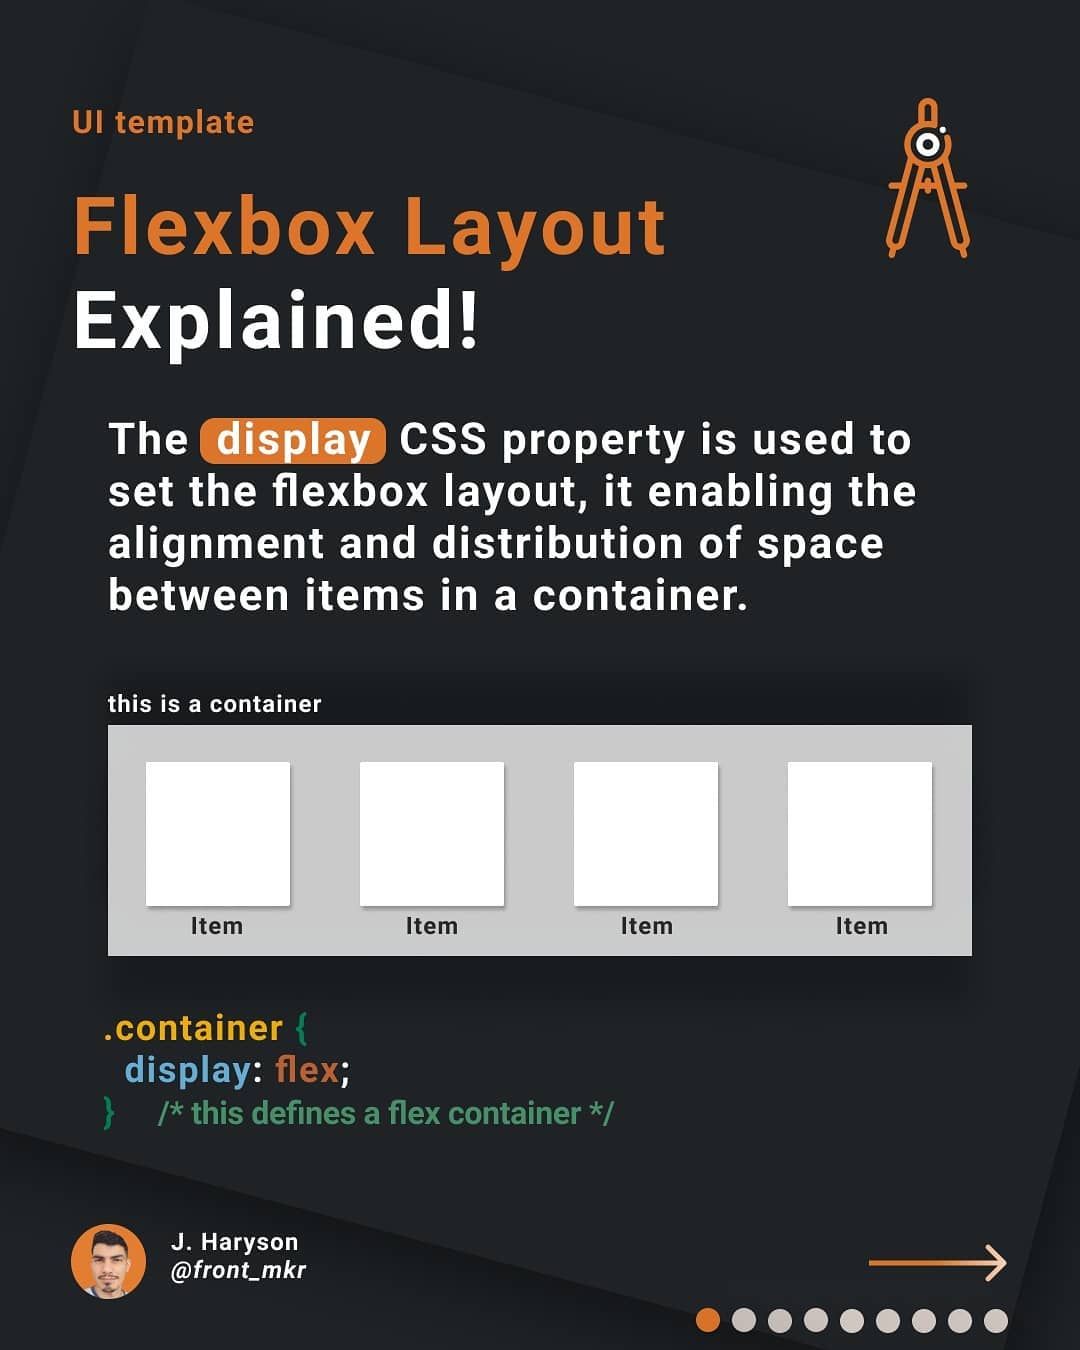 UI template
Flexbox Layout
Explained!
The display CSS property is used to
set the flexbox layout, it enabling the
alignment and distribution of space
between items in a container.
this is a container
Item Item Item Item
.container {
display: flex;
} /* this defines a flex container */
J. Haryson
@front_mkr